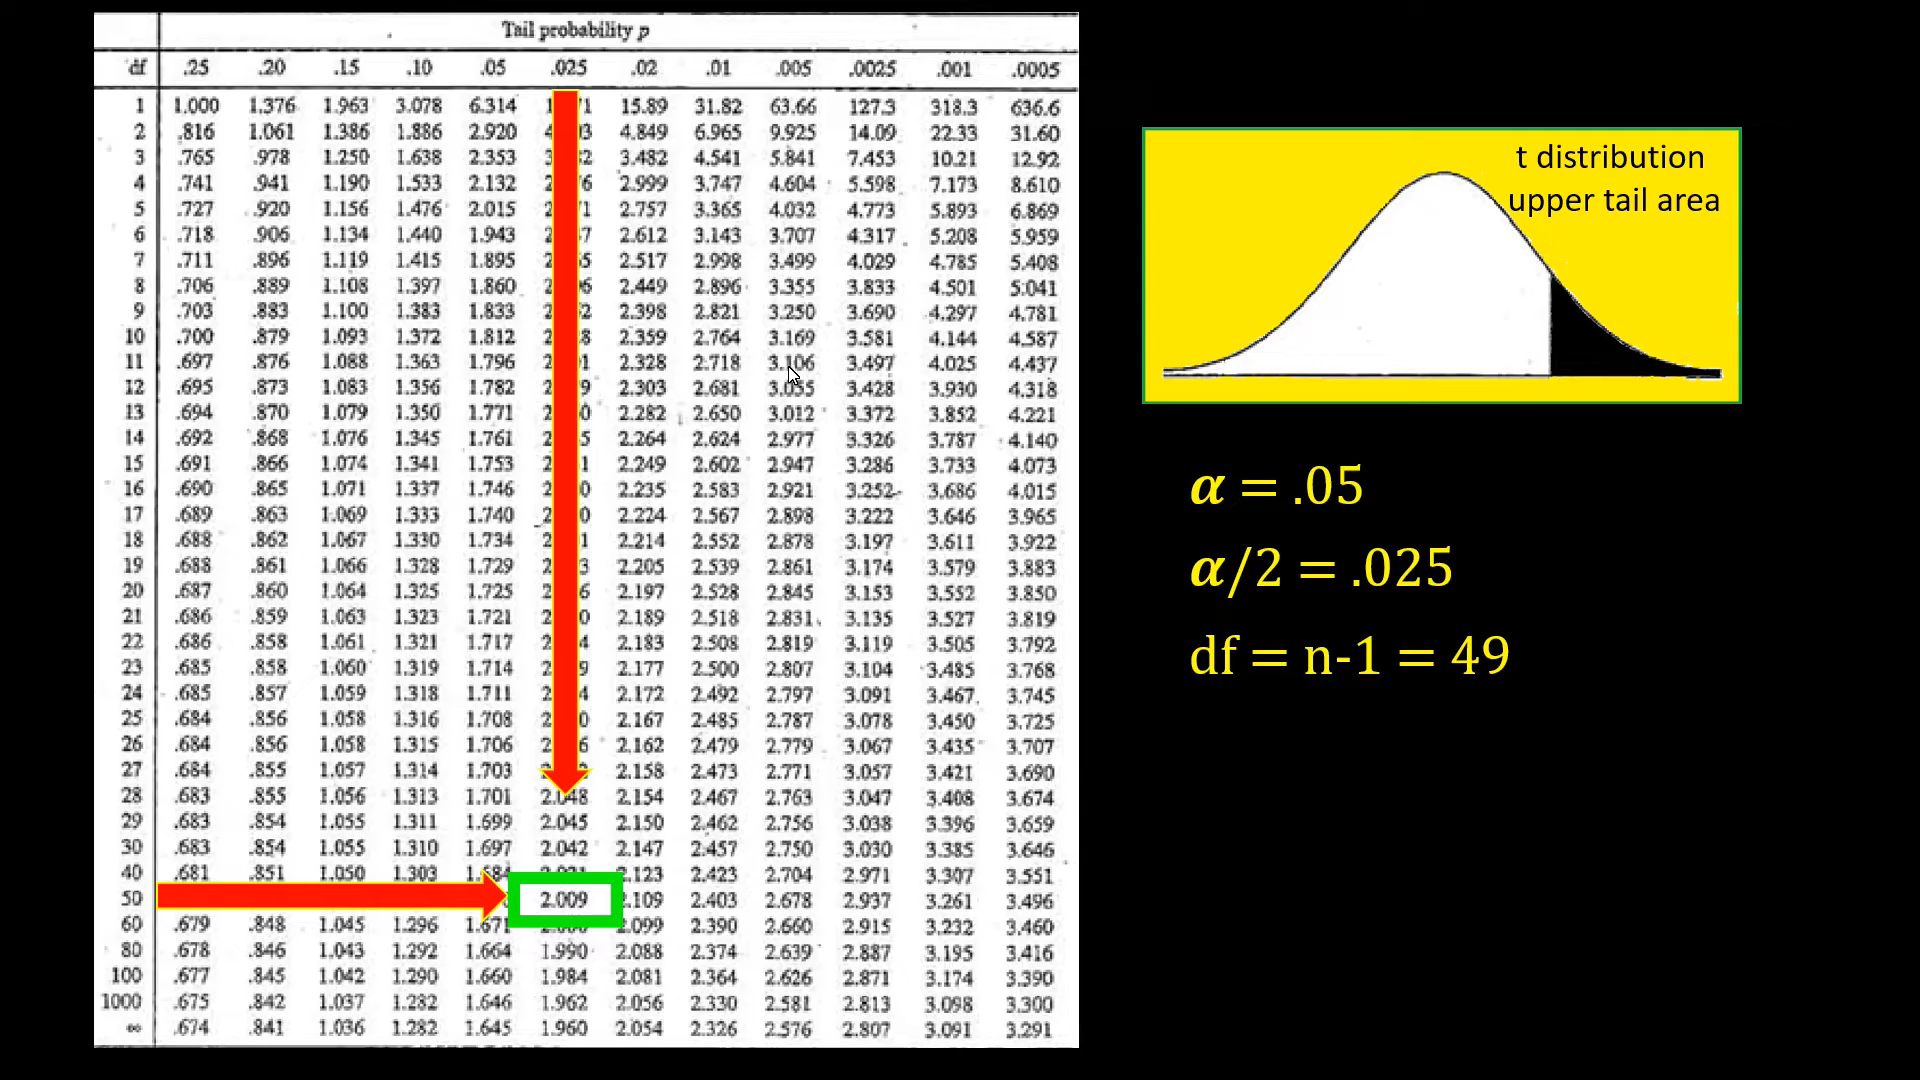 Tail probability p
df .25 .20 .15 .10 .05 .025 .02 .01 .005 .0025 .001 .0005
1 1.000 1.376 1.963 3.078 6.314 15.89 31.82 63.66 127.3 318.3 636.6
2 .816 1.061 1.386 1.886 2.920 4.849 6.965 9.925 14.09 22.33 31.60
3 .765 .978 1.250 1.638 2.353 3.482 4.541 5.841 7.453 10.21 12.92
4 .741 .941 1.190 1.533 2.132 2.999 3.747 4.604 5.598 7.173 8.610
5 .727 .920 1.156 1.476 2.015 2.757 3.365 4.032 4.773 5.893 6.869
6 .718 .906 1.134 1.440 1.943 2.612 3.143 3.707 4.317 5.208 5.959
7 .711 .896 1.119 1.415 1.895 2.517 2.998 3.499 4.029 4.785 5.408
8 .706 .889 1.108 1.397 1.860 2.449 2.896 3.355 3.833 4.501 5.041
9 .703 .883 1.100 1.383 1.833 2.398 2.821 3.250 3.690 4.297 4.781
10 .700 .879 1.093 1.372 1.812 2.359 2.764 3.169 3.581 4.144 4.587
11 .697 .876 1.088 1.363 1.796 2.328 2.718 3.106 3.497 4.025 4.437
12 .695 .873 1.083 1.356 1.782 2.303 2.681 3.055 3.428 3.930 4.318
13 .694 .870 1.079 1.350 1.771 2.282 2.650 3.012 3.372 3.852 4.221
14 .692 .868 1.076 1.345 1.761 2.264 2.624 2.977 3.326 3.787 4.140
15 .691 .866 1.074 1.341 1.753 2.249 2.602 2.947 3.286 3.733 4.073
16 .690 .865 1.071 1.337 1.746 2.235 2.583 2.921 3.252 3.686 4.015
17 .689 .863 1.069 1.333 1.740 2.224 2.567 2.898 3.222 3.646 3.965
18 .688 .862 1.067 1.330 1.734 2.214 2.552 2.878 3.197 3.611 3.922
19 .688 .861 1.066 1.328 1.729 2.205 2.539 2.861 3.174 3.579 3.883
20 .687 .860 1.064 1.325 1.725 2.197 2.528 2.845 3.153 3.552 3.850
21 .686 .859 1.063 1.323 1.721 2.189 2.518 2.831 3.135 3.527 3.819
22 .686 .858 1.061 1.321 1.717 2.183 2.508 2.819 3.119 3.505 3.792
23 .685 .858 1.060 1.319 1.714 2.177 2.500 2.807 3.104 3.485 3.768
24 .685 .857 1.059 1.318 1.711 2.172 2.492 2.797 3.091 3.467 3.745
25 .684 .856 1.058 1.316 1.708 2.167 2.485 2.787 3.078 3.450 3.725
26 .684 .856 1.058 1.315 1.706 2.162 2.479 2.779 3.067 3.435 3.707
27 .684 .855 1.057 1.314 1.703 2.158 2.473 2.771 3.057 3.421 3.690
28 .683 .855 1.056 1.313 1.701 2.048 2.154 2.467 2.763 3.047 3.408 3.674
29 .683 .854 1.055 1.311 1.699 2.045 2.150 2.462 2.756 3.038 3.396 3.659
30 .683 .854 1.055 1.310 1.697 2.042 2.147 2.457 2.750 3.030 3.385 3.646
40 .681 .851 1.050 1.303 1.684 2.123 2.423 2.704 2.971 3.307 3.551
50 2.009 2.109 2.403 2.678 2.937 3.261 3.496
60 .679 .848 1.045 1.296 1.671 2.099 2.390 2.660 2.915 3.232 3.460
80 .678 .846 1.043 1.292 1.664 1.990 2.088 2.374 2.639 2.887 3.195 3.416
100 .677 .845 1.042 1.290 1.660 1.984 2.081 2.364 2.626 2.871 3.174 3.390
1000 .675 .842 1.037 1.282 1.646 1.962 2.056 2.330 2.581 2.813 3.098 3.300
∞ .674 .841 1.036 1.282 1.645 1.960 2.054 2.326 2.576 2.807 3.091 3.291
t distribution
upper tail area
α = .05
α/2 = .025
df = n-1 = 49